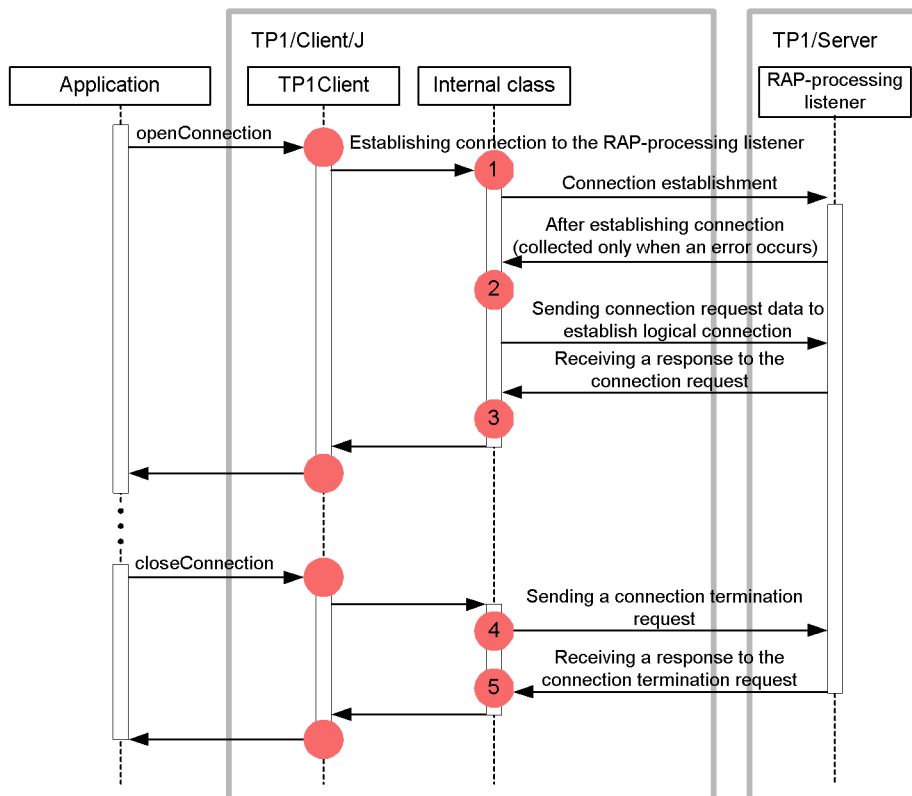 TP1/Client/J
TP1/Server
Application
TP1Client
Internal class
RAP-processing
listener
openConnection
Establishing connection to the RAP-processing listener
1
Connection establishment
After establishing connection
(collected only when an error occurs)
2
Sending connection request data to
establish logical connection
Receiving a response to the
connection request
3
closeConnection
Sending a connection termination
request
4
Receiving a response to the
connection termination request
5